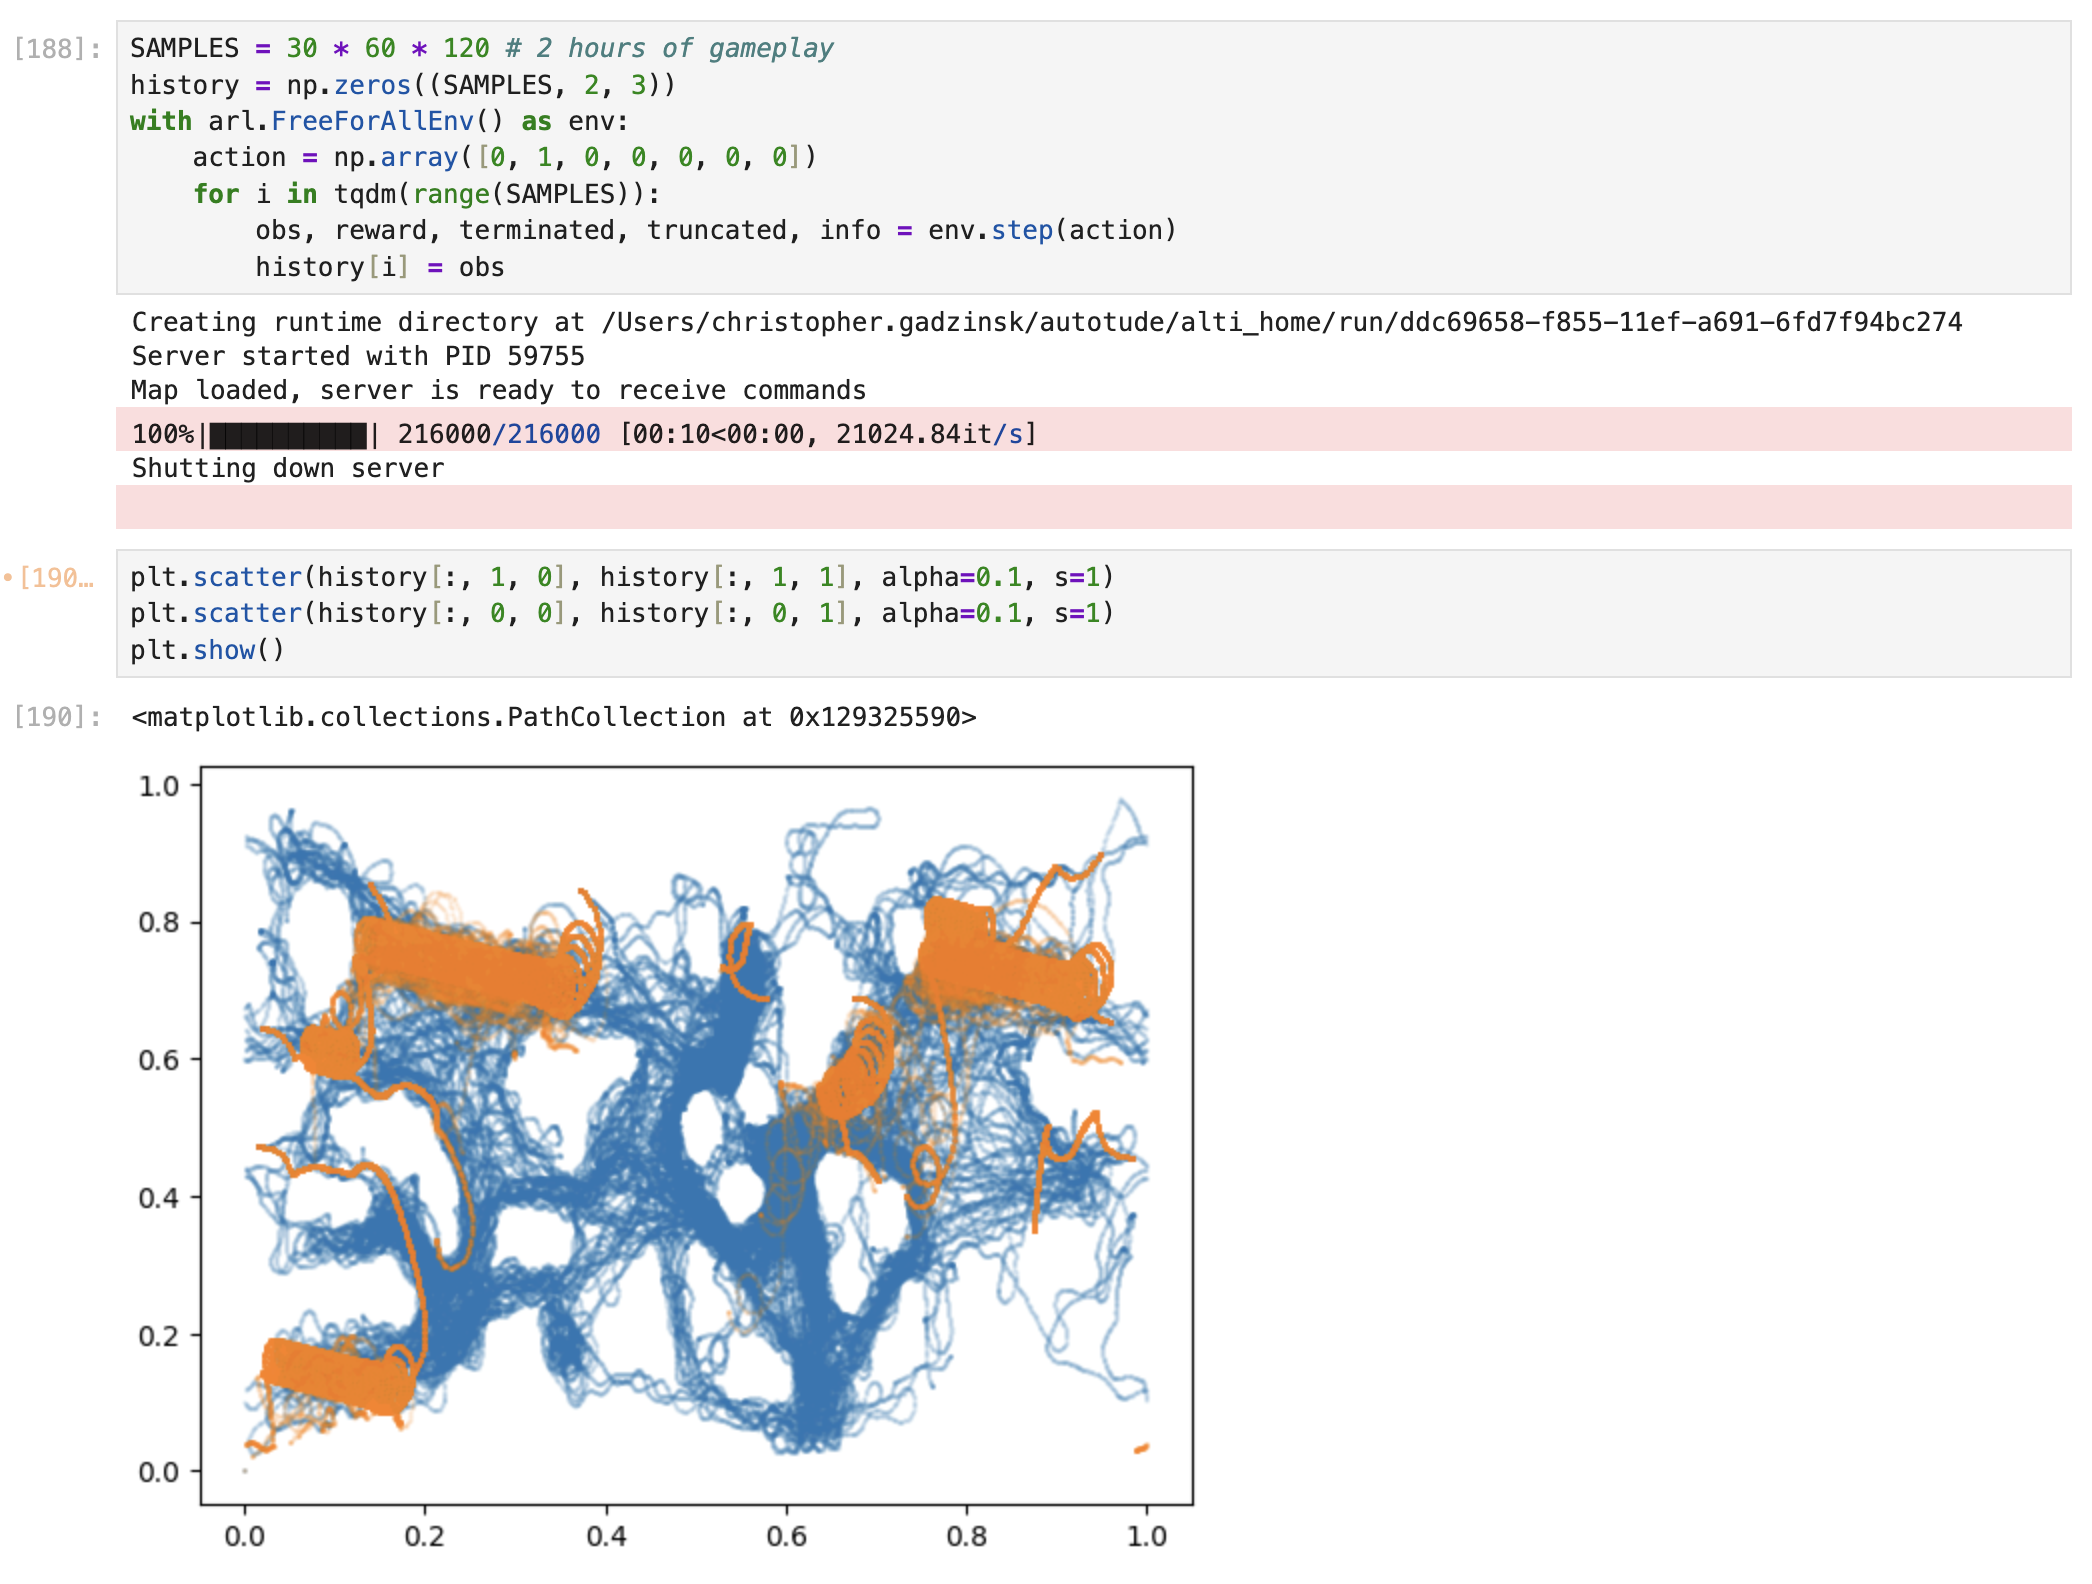 [188]:
SAMPLES = 30 * 60 * 120 # 2 hours of gameplay
history = np.zeros((SAMPLES, 2, 3))
with arl.FreeForAllEnv() as env:
    action = np.array([0, 1, 0, 0, 0, 0, 0])
    for i in tqdm(range(SAMPLES)):
        obs, reward, terminated, truncated, info = env.step(action)
        history[i] = obs
Creating runtime directory at /Users/christopher.gadzinsk/autotude/alti_home/run/ddc69658-f855-11ef-a691-6fd7f94bc274
Server started with PID 59755
Map loaded, server is ready to receive commands
100%|██████████| 216000/216000 [00:10<00:00, 21024.84it/s]
Shutting down server
•[190…
plt.scatter(history[:, 1, 0], history[:, 1, 1], alpha=0.1, s=1)
plt.scatter(history[:, 0, 0], history[:, 0, 1], alpha=0.1, s=1)
plt.show()
[190]:
<matplotlib.collections.PathCollection at 0x129325590>
1.0
0.8
0.6
0.4
0.2
0.0
0.0 0.2 0.4 0.6 0.8 1.0